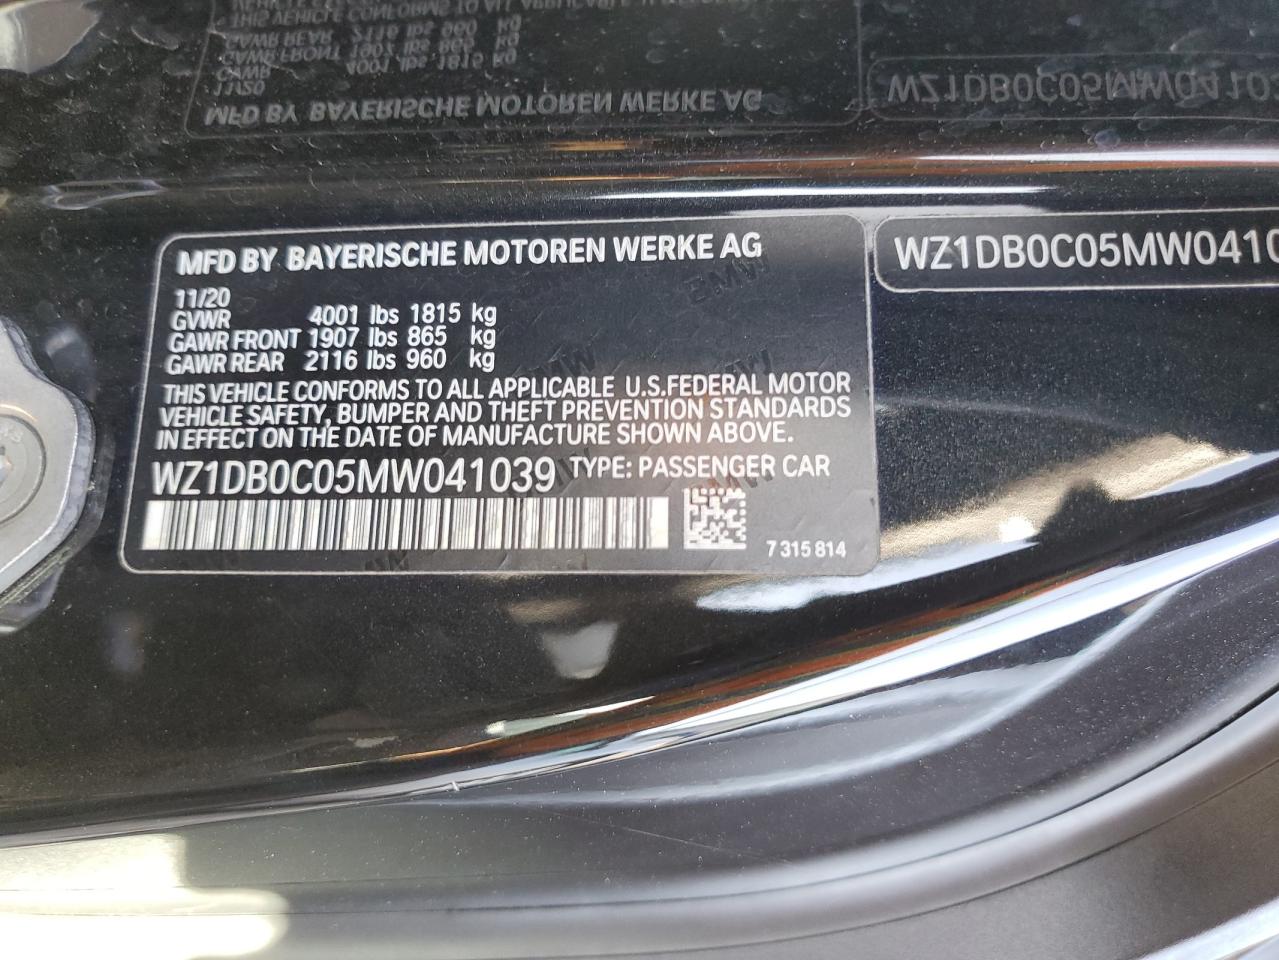 MFD BY BAYERISCHE MOTOREN WERKE AG
11/20
GVWR 4001 lbs 1815 kg
GAWR FRONT 1907 lbs 865 kg
GAWR REAR 2116 lbs 960 kg
THIS VEHICLE CONFORMS TO ALL APPLICABLE U.S.FEDERAL MOTOR
VEHICLE SAFETY, BUMPER AND THEFT PREVENTION STANDARDS
IN EFFECT ON THE DATE OF MANUFACTURE SHOWN ABOVE.
WZ1DB0C05MW041039 TYPE: PASSENGER CAR
7 315 814
WZ1DB0C05MW0410